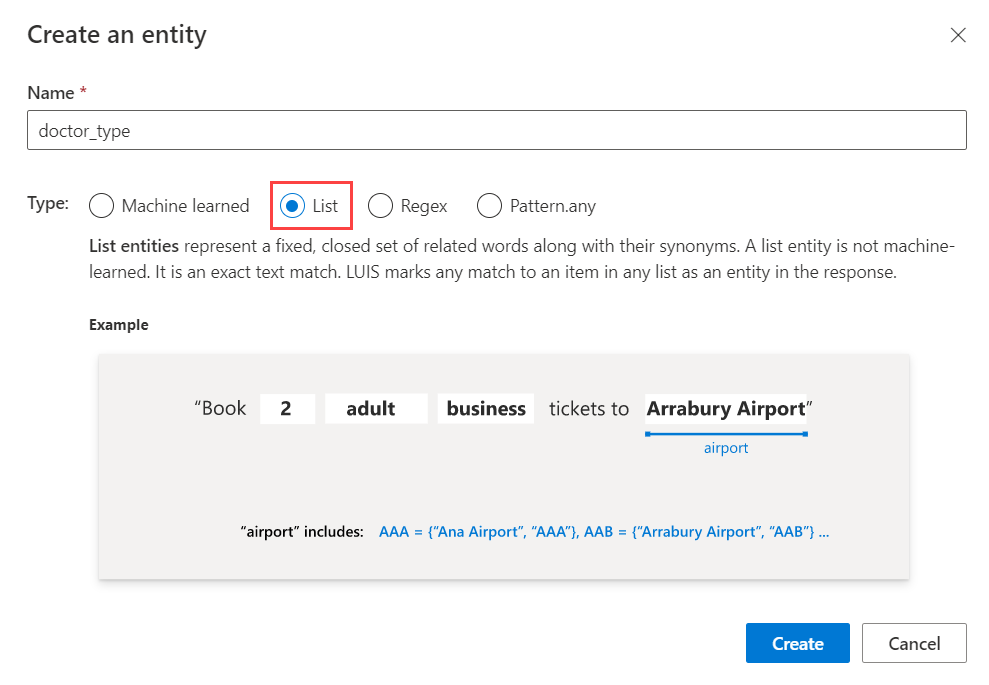 Create an entity
Name *
doctor_type
Type: Machine learned List Regex Pattern.any
List entities represent a fixed, closed set of related words along with their synonyms. A list entity is not machine-
learned. It is an exact text match. LUIS marks any match to an item in any list as an entity in the response.
Example
“Book 2 adult business tickets to Arrabury Airport”
airport
“airport” includes: AAA = {“Ana Airport”, “AAA”}, AAB = {“Arrabury Airport”, “AAB”} ...
Create Cancel